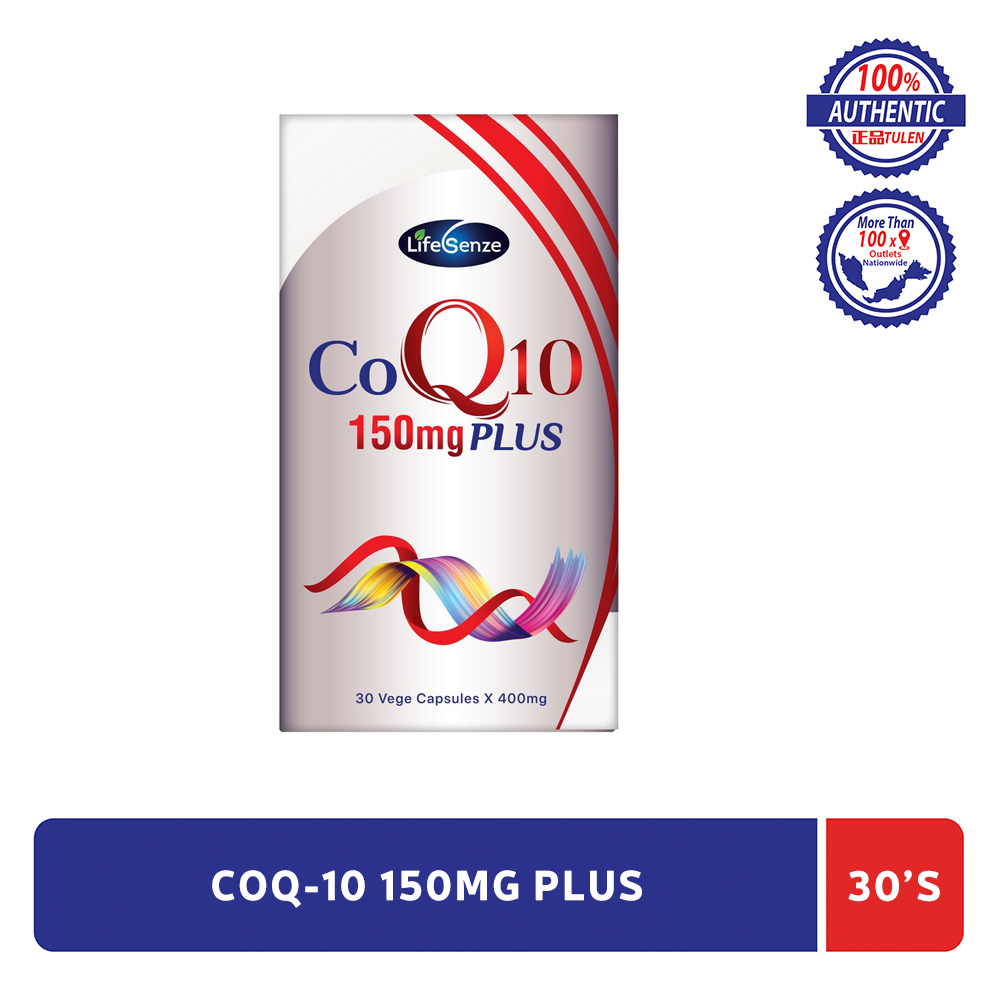 100%
AUTHENTIC
正品TULEN
More Than
100 x
Outlets
Nationwide
LifeSenze
CoQ10
150mg PLUS
30 Vege Capsules X 400mg
COQ-10 150MG PLUS
30'S